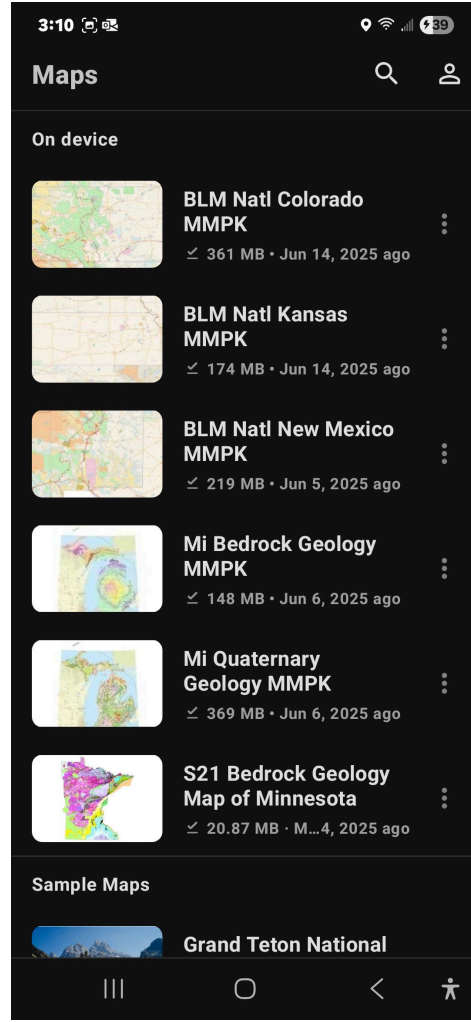 3:10
39
Maps
On device
BLM Natl Colorado
MMPK
361 MB • Jun 14, 2025 ago
BLM Natl Kansas
MMPK
174 MB • Jun 14, 2025 ago
BLM Natl New Mexico
MMPK
219 MB • Jun 5, 2025 ago
Mi Bedrock Geology
MMPK
148 MB • Jun 6, 2025 ago
Mi Quaternary
Geology MMPK
369 MB • Jun 6, 2025 ago
S21 Bedrock Geology
Map of Minnesota
20.87 MB · M…4, 2025 ago
Sample Maps
Grand Teton National